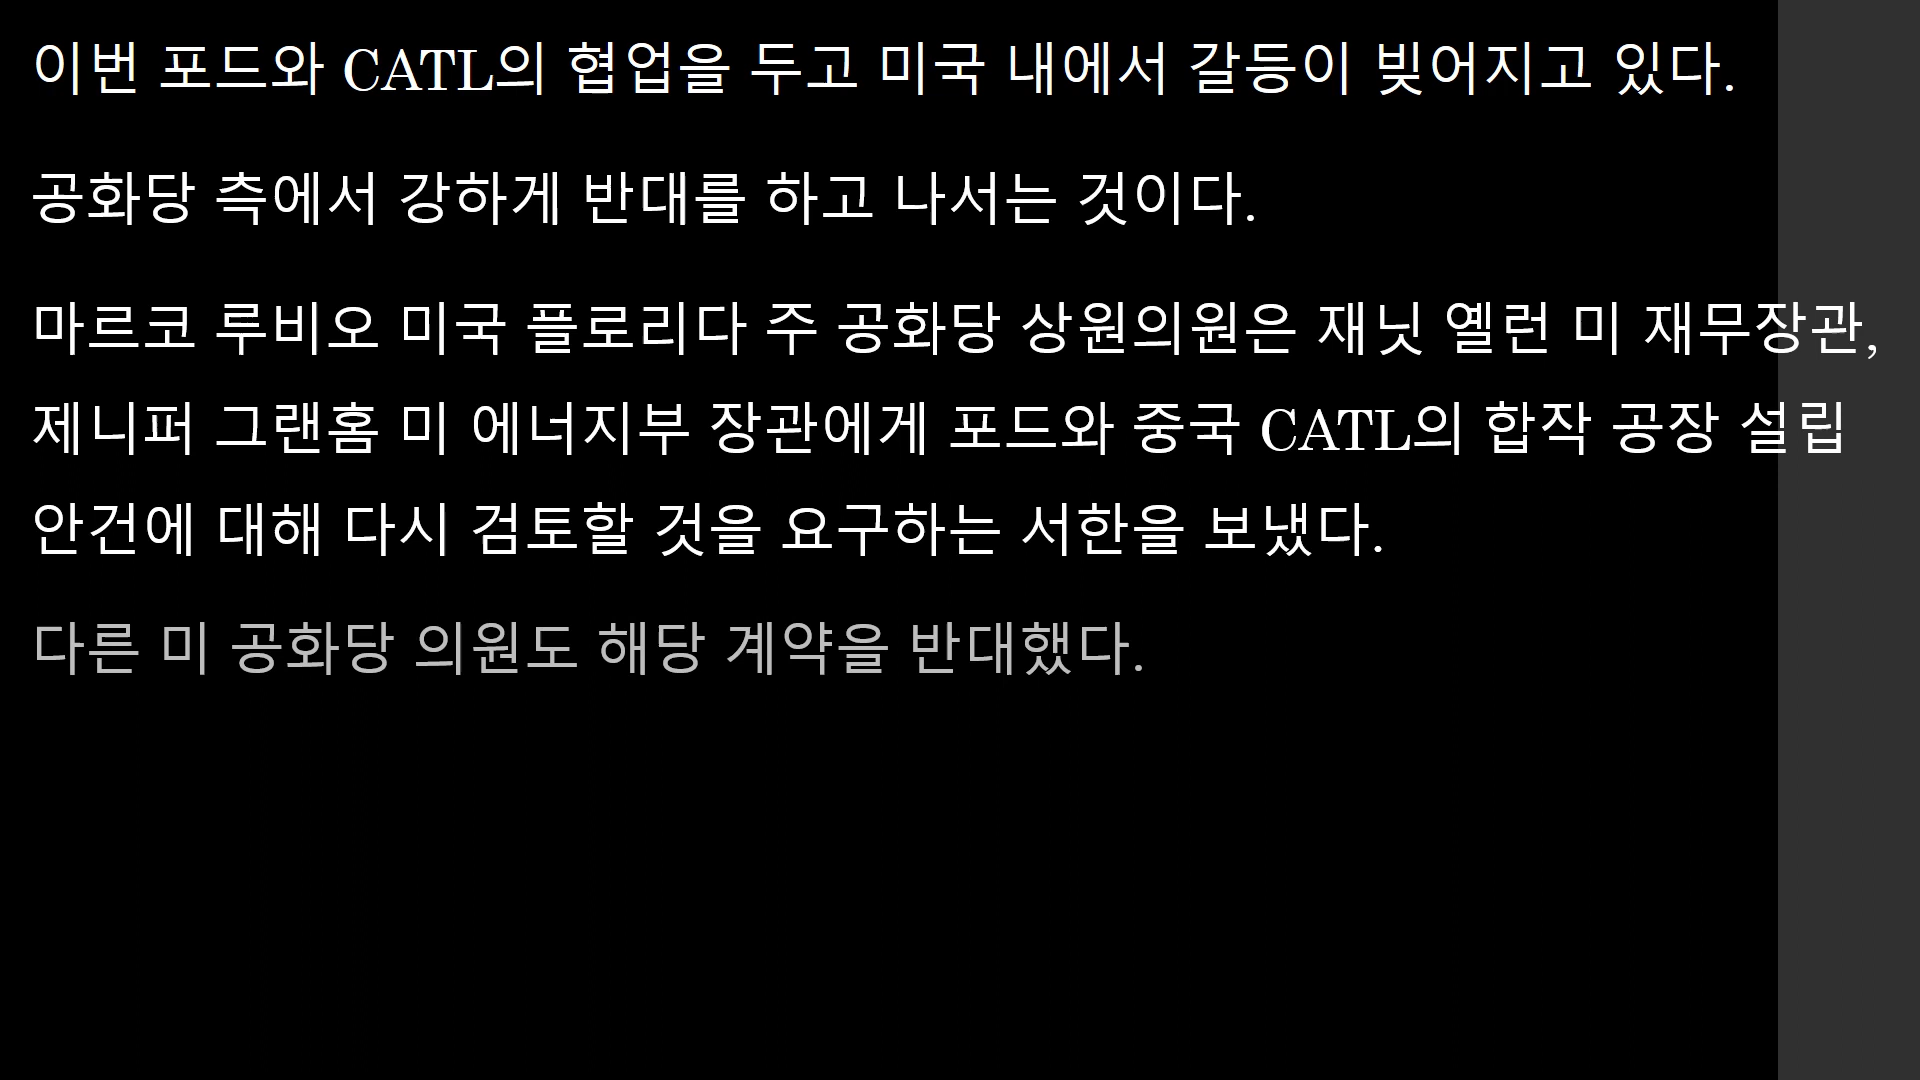 이번 포드와 CATL의 협업을 두고 미국 내에서 갈등이 빚어지고 있다.
공화당 측에서 강하게 반대를 하고 나서는 것이다.
마르코 루비오 미국 플로리다 주 공화당 상원의원은 재닛 옐런 미 재무장관,
제니퍼 그랜홈 미 에너지부 장관에게 포드와 중국 CATL의 합작 공장 설립
안건에 대해 다시 검토할 것을 요구하는 서한을 보냈다.
다른 미 공화당 의원도 해당 계약을 반대했다.